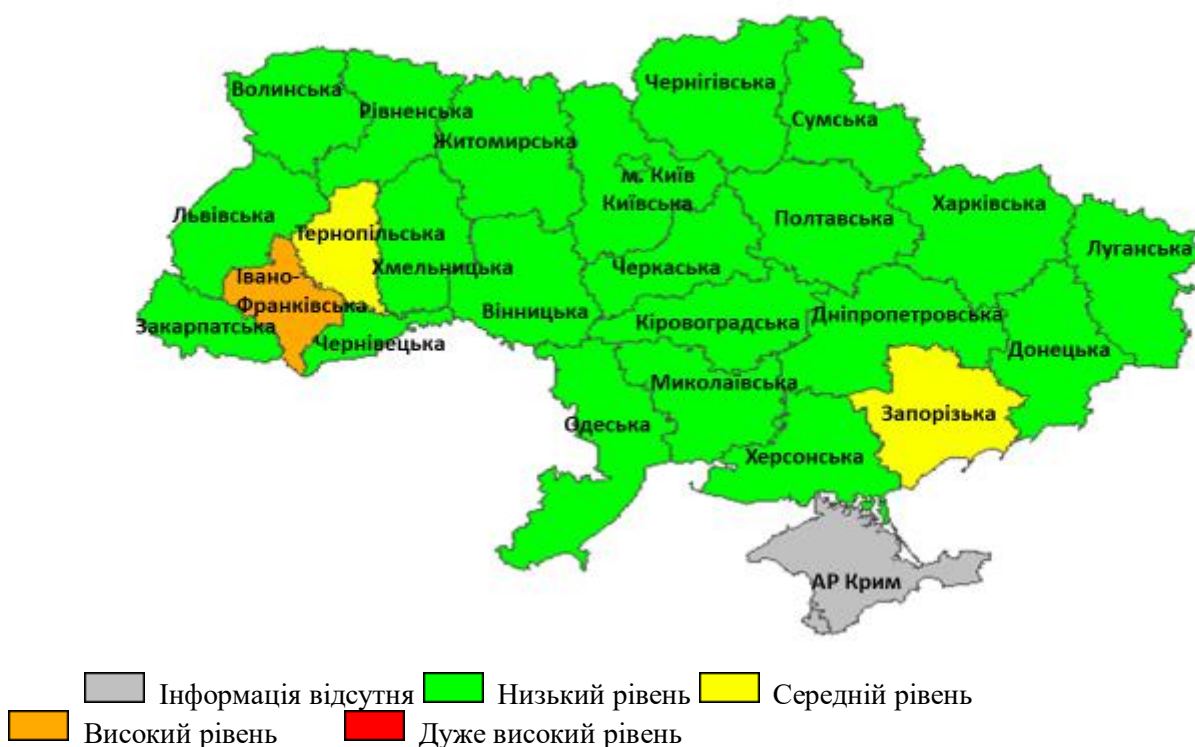 Чернігівська
Волинська
Рівненська
Сумська
Житомирська
м. Київ
Київська
Харківська
Львівська
Полтавська
Тернопільська
Луганська
Хмельницька
Черкаська
Івано-
Франківська
Вінницька
Дніпропетровська
Кіровоградська
Закарпатська
Чернівецька
Донецька
Миколаївська
Запорізька
Одеська
Херсонська
АР Крим
Інформація відсутня Низький рівень Середній рівень
Високий рівень Дуже високий рівень